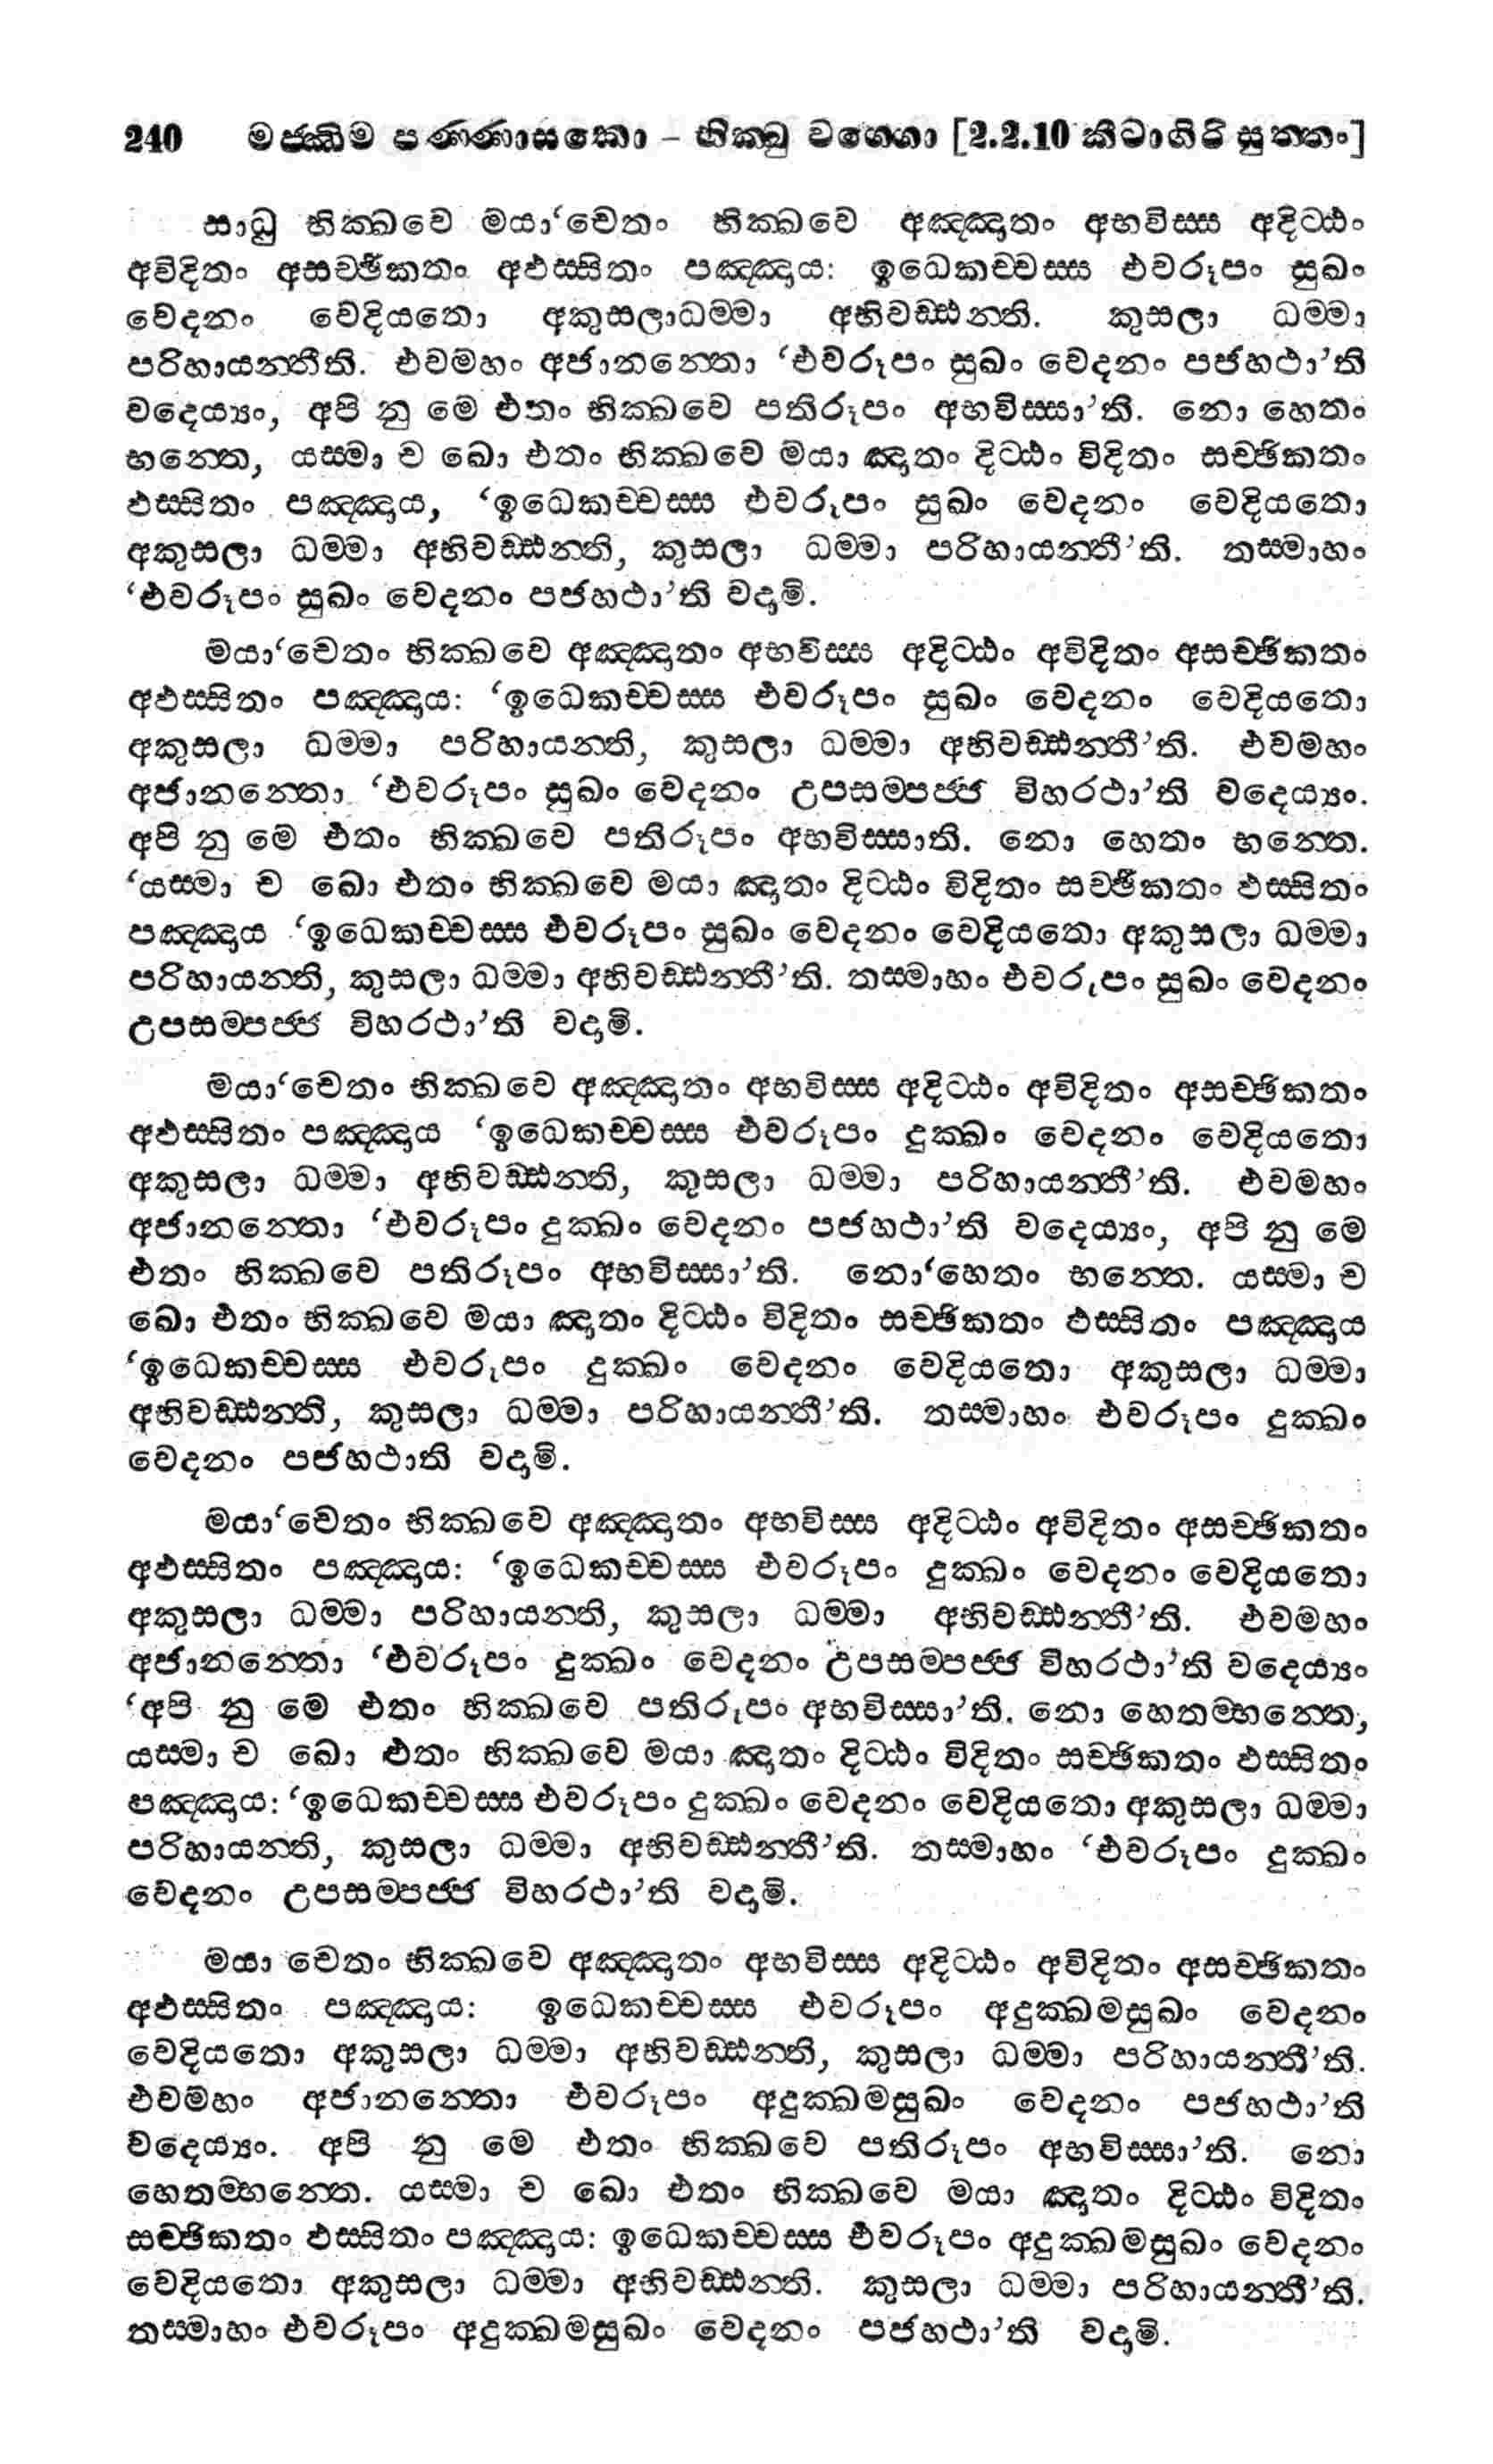 240 මජ්ඣිම පණ්ණාසකො – භික්ඛු වග්ගො [2.2.10 කීටාගිරි සුත්තං]
සාධු භික්ඛවෙ මයා‘චෙතං භික්ඛවෙ අඤ්ඤාතං අභවිස්ස අදිට්ඨං
අවිදිතං අසච්ඡිකතං අඵස්සිතං පඤ්ඤාය: ඉධෙකච්චස්ස එවරූපං සුඛං
වෙදනං වෙදියතො අකුසලාධම්මා අභිවඩ්ඪන්ති. කුසලා ධම්මා
පරිහායන්තීති. එවමහං අජානන්තො ‘එවරූපං සුඛං වෙදනං පජහථා’ති
වදෙය්‍යං, අපි නු මෙ එතං භික්ඛවෙ පතිරූපං අභවිස්සා’ති. නො හෙතං
භන්තෙ, යස්මා ච ඛො එතං භික්ඛවෙ මයා ඤාතං දිට්ඨං විදිතං සච්ඡිකතං
ඵස්සිතං පඤ්ඤාය, ‘ඉධෙකච්චස්ස එවරූපං සුඛං වෙදනං වෙදියතො
අකුසලා ධම්මා අභිවඩ්ඪන්ති, කුසලා ධම්මා පරිහායන්තී’ති. තස්මාහං
‘එවරූපං සුඛං වෙදනං පජහථා’ති වදාමි.
මයා‘චෙතං භික්ඛවෙ අඤ්ඤාතං අභවිස්ස අදිට්ඨං අවිදිතං අසච්ඡිකතං
අඵස්සිතං පඤ්ඤාය: ‘ඉධෙකච්චස්ස එවරූපං සුඛං වෙදනං වෙදියතො
අකුසලා ධම්මා පරිහායන්ති, කුසලා ධම්මා අභිවඩ්ඪන්තී’ති. එවමහං
අජානන්තො ‘එවරූපං සුඛං වෙදනං උපසම්පජ්ජ විහරථා’ති වදෙය්‍යං.
අපි නු මෙ එතං භික්ඛවෙ පතිරූපං අභවිස්සාති. නො හෙතං භන්තෙ.
‘යස්මා ච ඛො එතං භික්ඛවෙ මයා ඤාතං දිට්ඨං විදිතං සච්ඡිකතං ඵස්සිතං
පඤ්ඤාය ‘ඉධෙකච්චස්ස එවරූපං සුඛං වෙදනං වෙදියතො අකුසලා ධම්මා
පරිහායන්ති, කුසලා ධම්මා අභිවඩ්ඪන්තී’ති. තස්මාහං එවරූපං සුඛං වෙදනං
උපසම්පජ්ජ විහරථා’ති වදාමි.
මයා‘චෙතං භික්ඛවෙ අඤ්ඤාතං අභවිස්ස අදිට්ඨං අවිදිතං අසච්ඡිකතං
අඵස්සිතං පඤ්ඤාය ‘ඉධෙකච්චස්ස එවරූපං දුක්ඛං වෙදනං වෙදියතො
අකුසලා ධම්මා අභිවඩ්ඪන්ති, කුසලා ධම්මා පරිහායන්තී’ති. එවමහං
අජානන්තො ‘එවරූපං දුක්ඛං වෙදනං පජහථා’ති වදෙය්‍යං, අපි නු මෙ
එතං භික්ඛවෙ පතිරූපං අභවිස්සා’ති. නො‘හෙතං භන්තෙ. යස්මා ච
ඛො එතං භික්ඛවෙ මයා ඤාතං දිට්ඨං විදිතං සච්ඡිකතං ඵස්සිතං පඤ්ඤාය
‘ඉධෙකච්චස්ස එවරූපං දුක්ඛං වෙදනං වෙදියතො අකුසලා ධම්මා
අභිවඩ්ඪන්ති, කුසලා ධම්මා පරිහායන්තී’ති. තස්මාහං එවරූපං දුක්ඛං
වෙදනං පජහථාති වදාමි.
මයා‘චෙතං භික්ඛවෙ අඤ්ඤාතං අභවිස්ස අදිට්ඨං අවිදිතං අසච්ඡිකතං
අඵස්සිතං පඤ්ඤාය: ‘ඉධෙකච්චස්ස එවරූපං දුක්ඛං වෙදනං වෙදියතො
අකුසලා ධම්මා පරිහායන්ති, කුසලා ධම්මා අභිවඩ්ඪන්තී’ති. එවමහං
අජානන්තො ‘එවරූපං දුක්ඛං වෙදනං උපසම්පජ්ජ විහරථා’ති වදෙය්‍යං
‘අපි නු මෙ එතං භික්ඛවෙ පතිරූපං අභවිස්සා’ති. නො හෙතම්භන්තෙ,
යස්මා ච ඛො එතං භික්ඛවෙ මයා ඤාතං දිට්ඨං විදිතං සච්ඡිකතං ඵස්සිතං
පඤ්ඤාය: ‘ඉධෙකච්චස්ස එවරූපං දුක්ඛං වෙදනං වෙදියතො අකුසලා ධම්මා
පරිහායන්ති, කුසලා ධම්මා අභිවඩ්ඪන්තී’ති. තස්මාහං ‘එවරූපං දුක්ඛං
වෙදනං උපසම්පජ්ජ විහරථා’ති වදාමි.
මයා චෙතං භික්ඛවෙ අඤ්ඤාතං අභවිස්ස අදිට්ඨං අවිදිතං අසච්ඡිකතං
අඵස්සිතං පඤ්ඤාය: ඉධෙකච්චස්ස එවරූපං අදුක්ඛමසුඛං වෙදනං
වෙදියතො අකුසලා ධම්මා අභිවඩ්ඪන්ති, කුසලා ධම්මා පරිහායන්තී’ති.
එවමහං අජානන්තො එවරූපං අදුක්ඛමසුඛං වෙදනං පජහථා’ති
වදෙය්‍යං. අපි නු මෙ එතං භික්ඛවෙ පතිරූපං අභවිස්සා’ති. නො
හෙතම්භන්තෙ. යස්මා ච ඛො එතං භික්ඛවෙ මයා ඤාතං දිට්ඨං විදිතං
සච්ඡිකතං ඵස්සිතං පඤ්ඤාය: ඉධෙකච්චස්ස එවරූපං අදුක්ඛමසුඛං වෙදනං
වෙදියතො අකුසලා ධම්මා අභිවඩ්ඪන්ති. කුසලා ධම්මා පරිහායන්තී’ති.
තස්මාහං එවරූපං අදුක්ඛමසුඛං වෙදනං පජහථා’ති වදාමි.